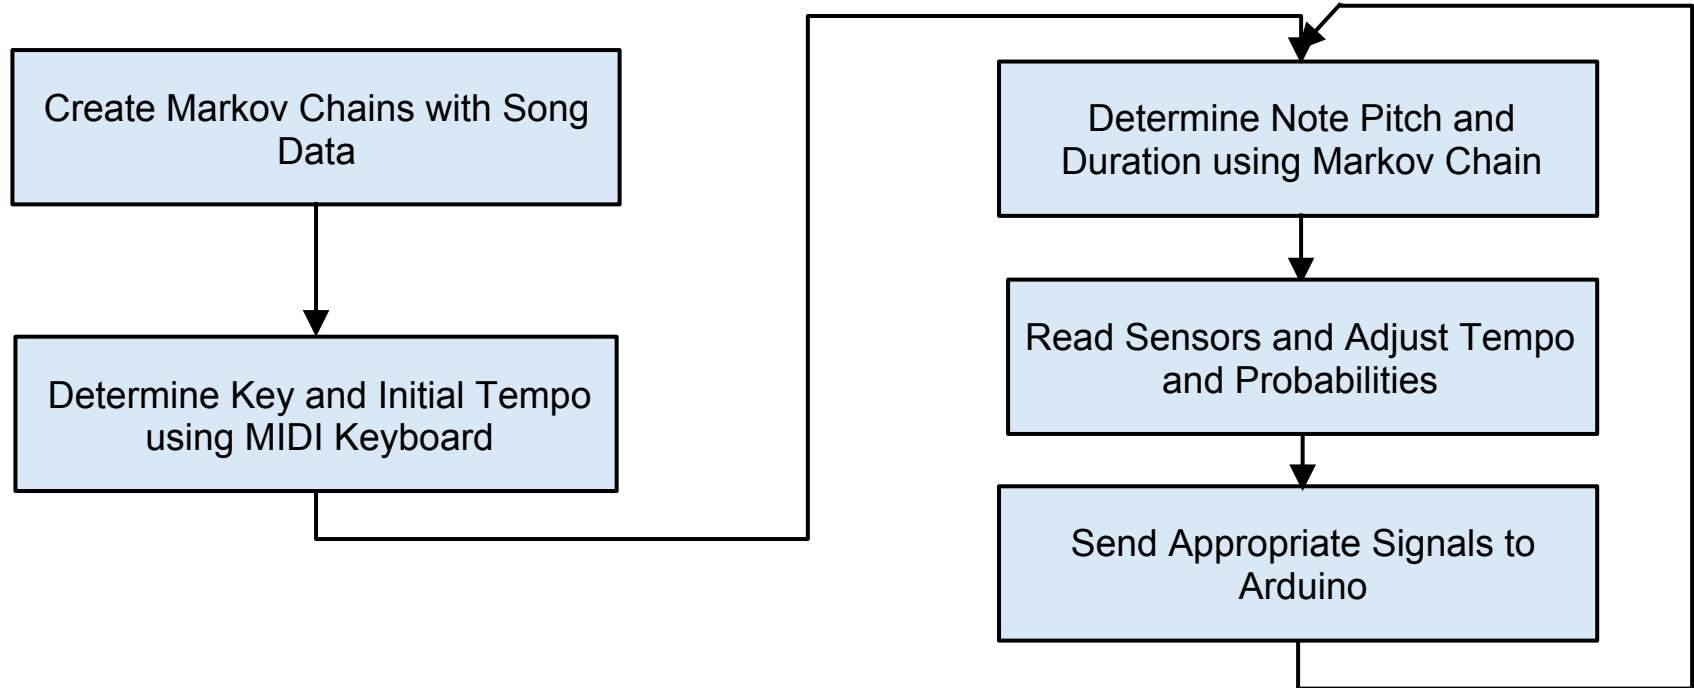 Create Markov Chains with Song
Data
Determine Key and Initial Tempo
using MIDI Keyboard
Determine Note Pitch and
Duration using Markov Chain
Read Sensors and Adjust Tempo
and Probabilities
Send Appropriate Signals to
Arduino